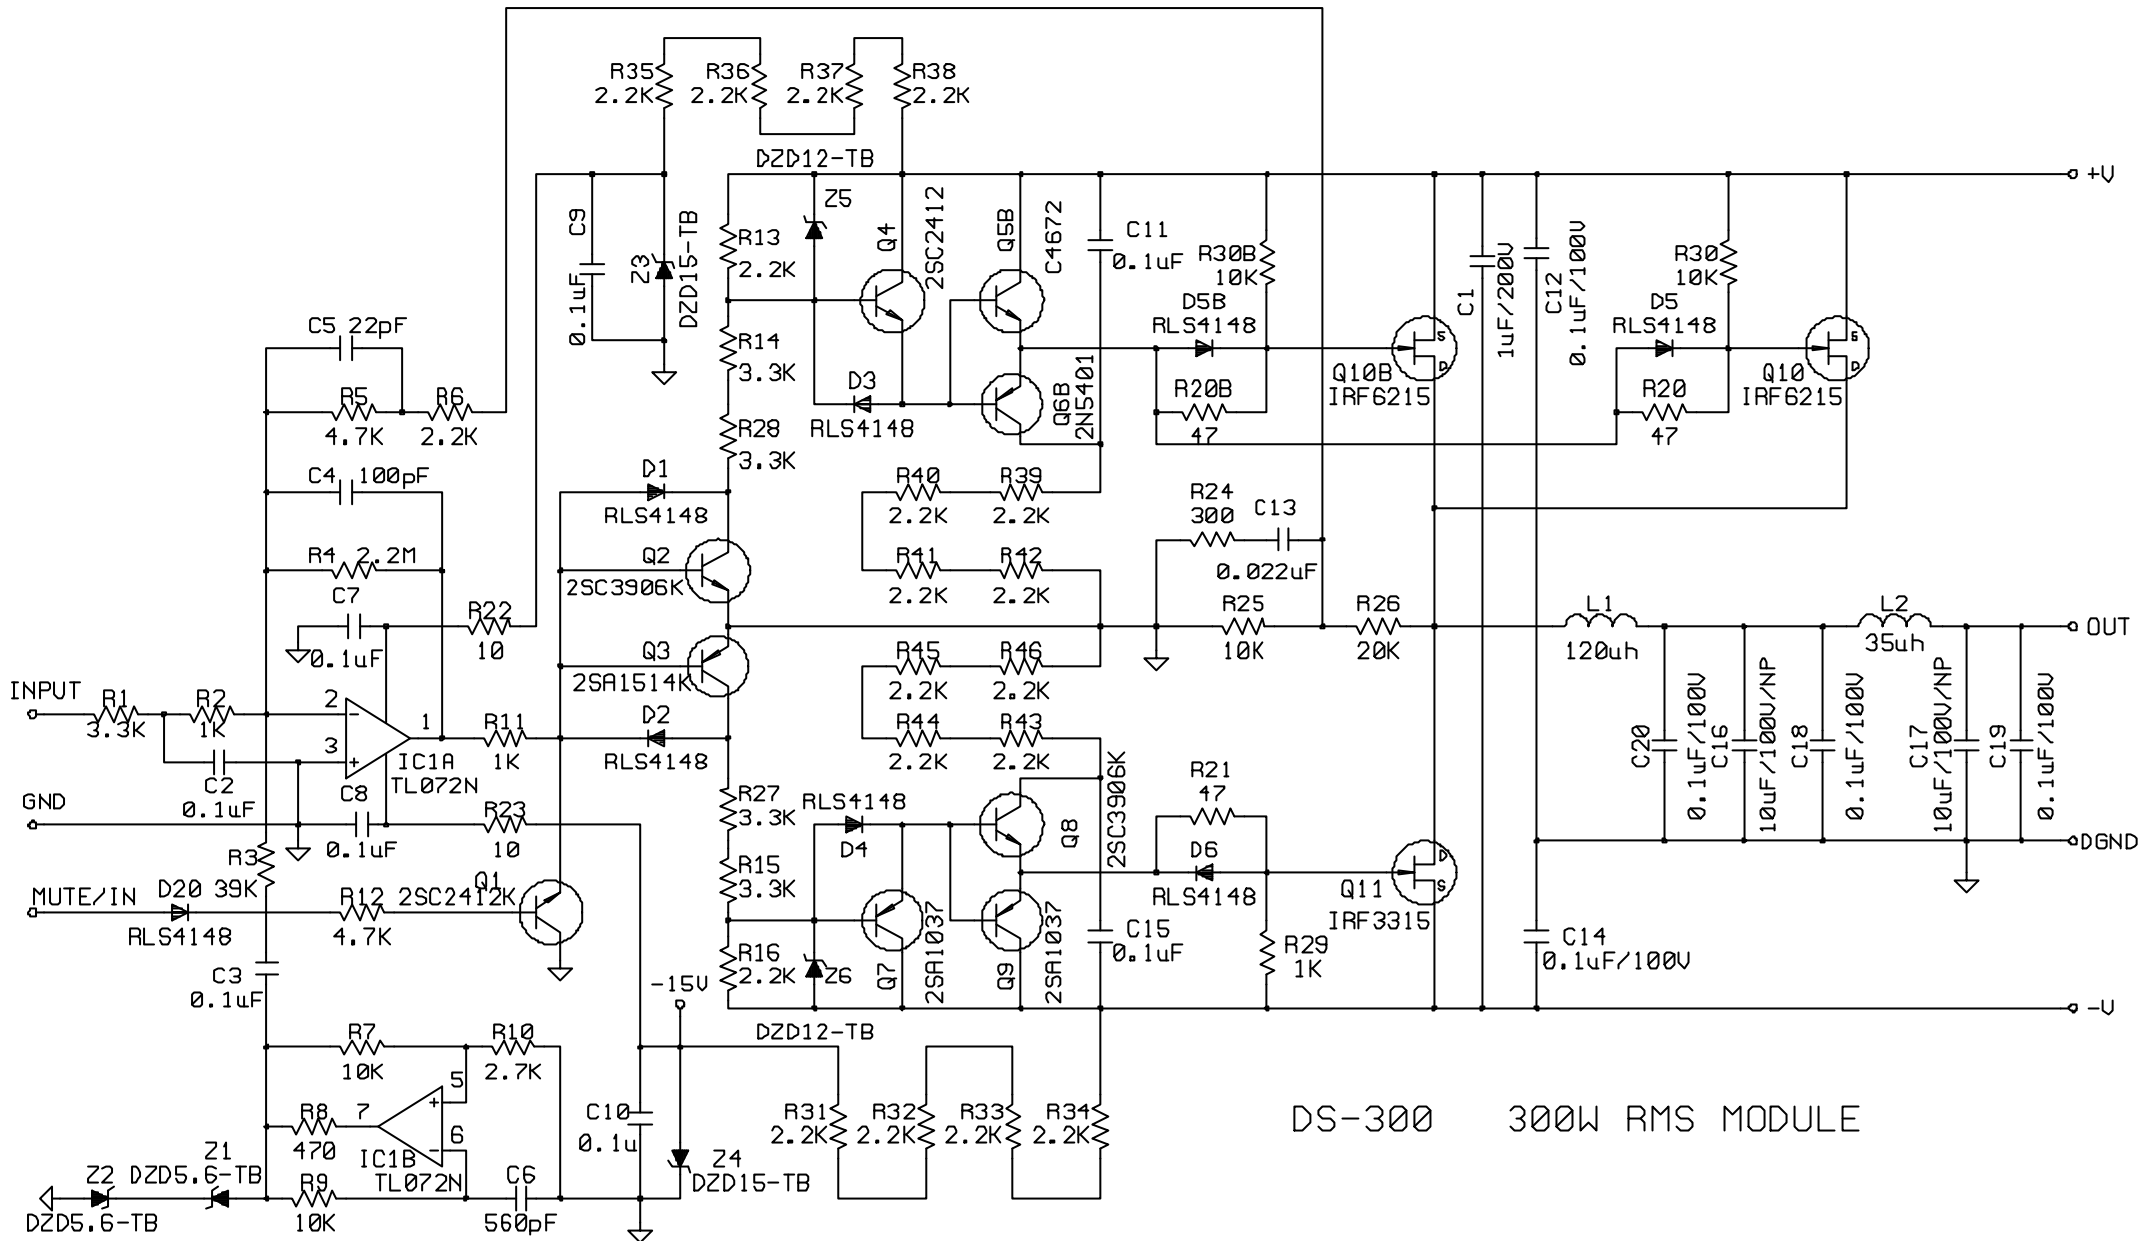 R35
2.2K
R36
2.2K
R37
2.2K
R38
2.2K
DZD12-TB
+V
Z5
C9
0.1uF
Z3
DZD15-TB
R13
2.2K
Q4
2SC2412
Q5B
C4672
C11
0.1uF
R30B
10K
C1
1uF/200V
C12
0.1uF/100V
R30
10K
D5B
RLS4148
D5
RLS4148
C5 22pF
R14
3.3K
S
D
Q10B
IRF6215
S
D
Q10
IRF6215
R5
4.7K
R6
2.2K
D3
RLS4148
Q6B
2N5401
R20B
47
R20
47
R28
3.3K
C4 100pF
D1
RLS4148
R40
2.2K
R39
2.2K
R24
300
C13
0.022uF
R4 2.2M
Q2
2SC3906K
R41
2.2K
R42
2.2K
C7
0.1uF
R22
10
R25
10K
R26
20K
L1
120uh
L2
35uh
OUT
Q3
2SA1514K
R45
2.2K
R46
2.2K
INPUT
R1
3.3K
R2
1K
2
3
1
IC1A
TL072N
R11
1K
D2
RLS4148
R44
2.2K
R43
2.2K
C20
0.1uF/100V
C16
10uF/100V/NP
C18
0.1uF/100V
C17
10uF/100V/NP
C19
0.1uF/100V
C2
0.1uF
GND
C8
0.1uF
R23
10
R27
3.3K
RLS4148
D4
Q8
2SC3906K
R21
47
D6
RLS4148
D
S
Q11
IRF3315
DGND
R3
39K
MUTE/IN
D20
RLS4148
R12
4.7K
Q1
2SC2412K
R15
3.3K
R16
2.2K
Z6
Q7
2SA1037
Q9
2SA1037
C15
0.1uF
R29
1K
C14
0.1uF/100V
C3
0.1uF
-15V
-V
DZD12-TB
R7
10K
R10
2.7K
5
6
7
R8
470
IC1B
TL072N
C10
0.1u
R31
2.2K
R32
2.2K
R33
2.2K
R34
2.2K
DS-300 300W RMS MODULE
Z2
DZD5.6-TB
Z1
DZD5.6-TB
R9
10K
C6
560pF
Z4
DZD15-TB